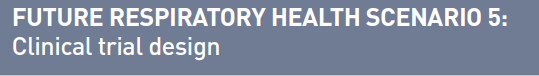 FUTURE RESPIRATORY HEALTH SCENARIO 5:
Clinical trial design